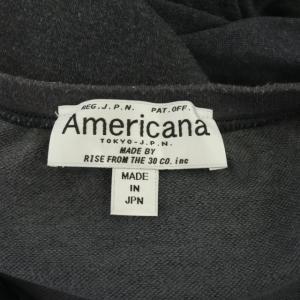 REG.J.P.N. PAT.OFF.
Americana
TOKYO-J.P.N.
MADE BY
RISE FROM THE 30 CO. inc
MADE
IN
JPN